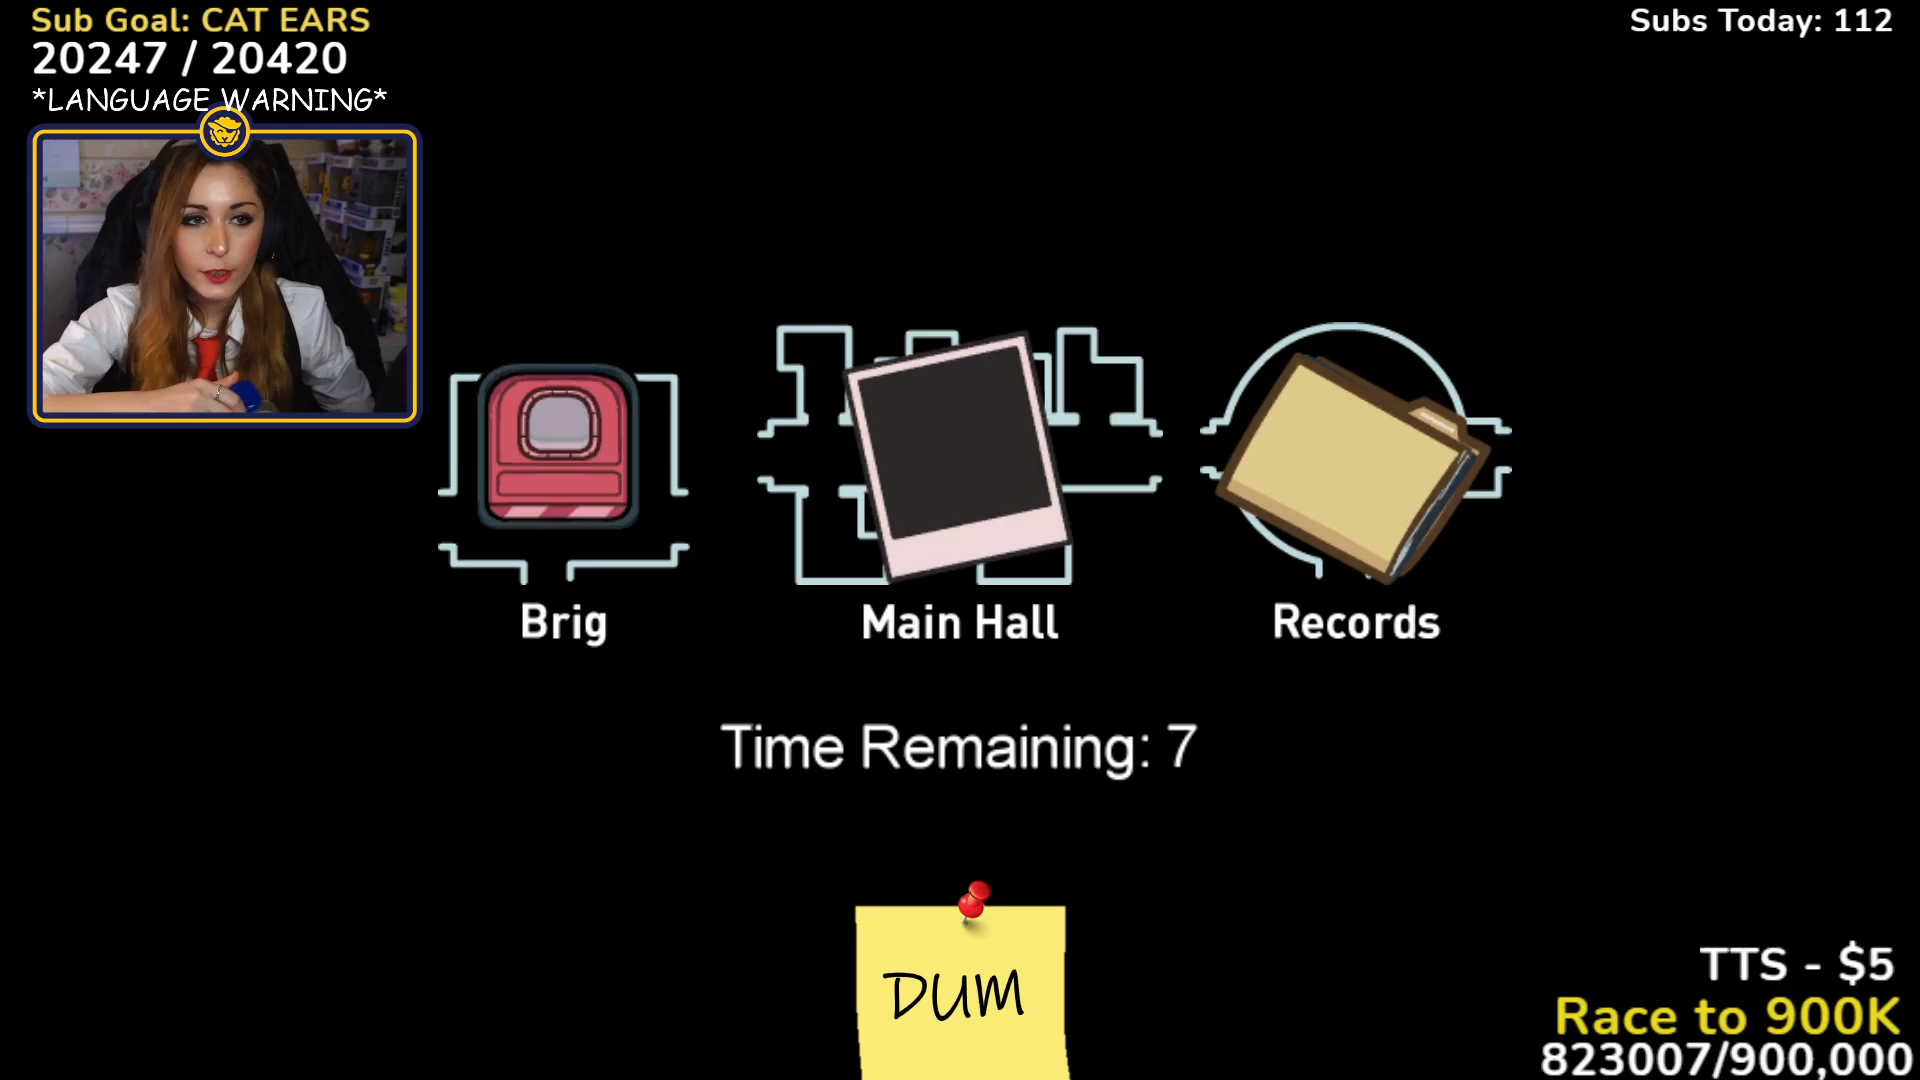 Sub Goal: CAT EARS
20247 / 20420
*LANGUAGE WARNING*
Subs Today: 112
Brig
Main Hall
Records
Time Remaining: 7
DUM
TTS - $5
Race to 900K
823007/900,000